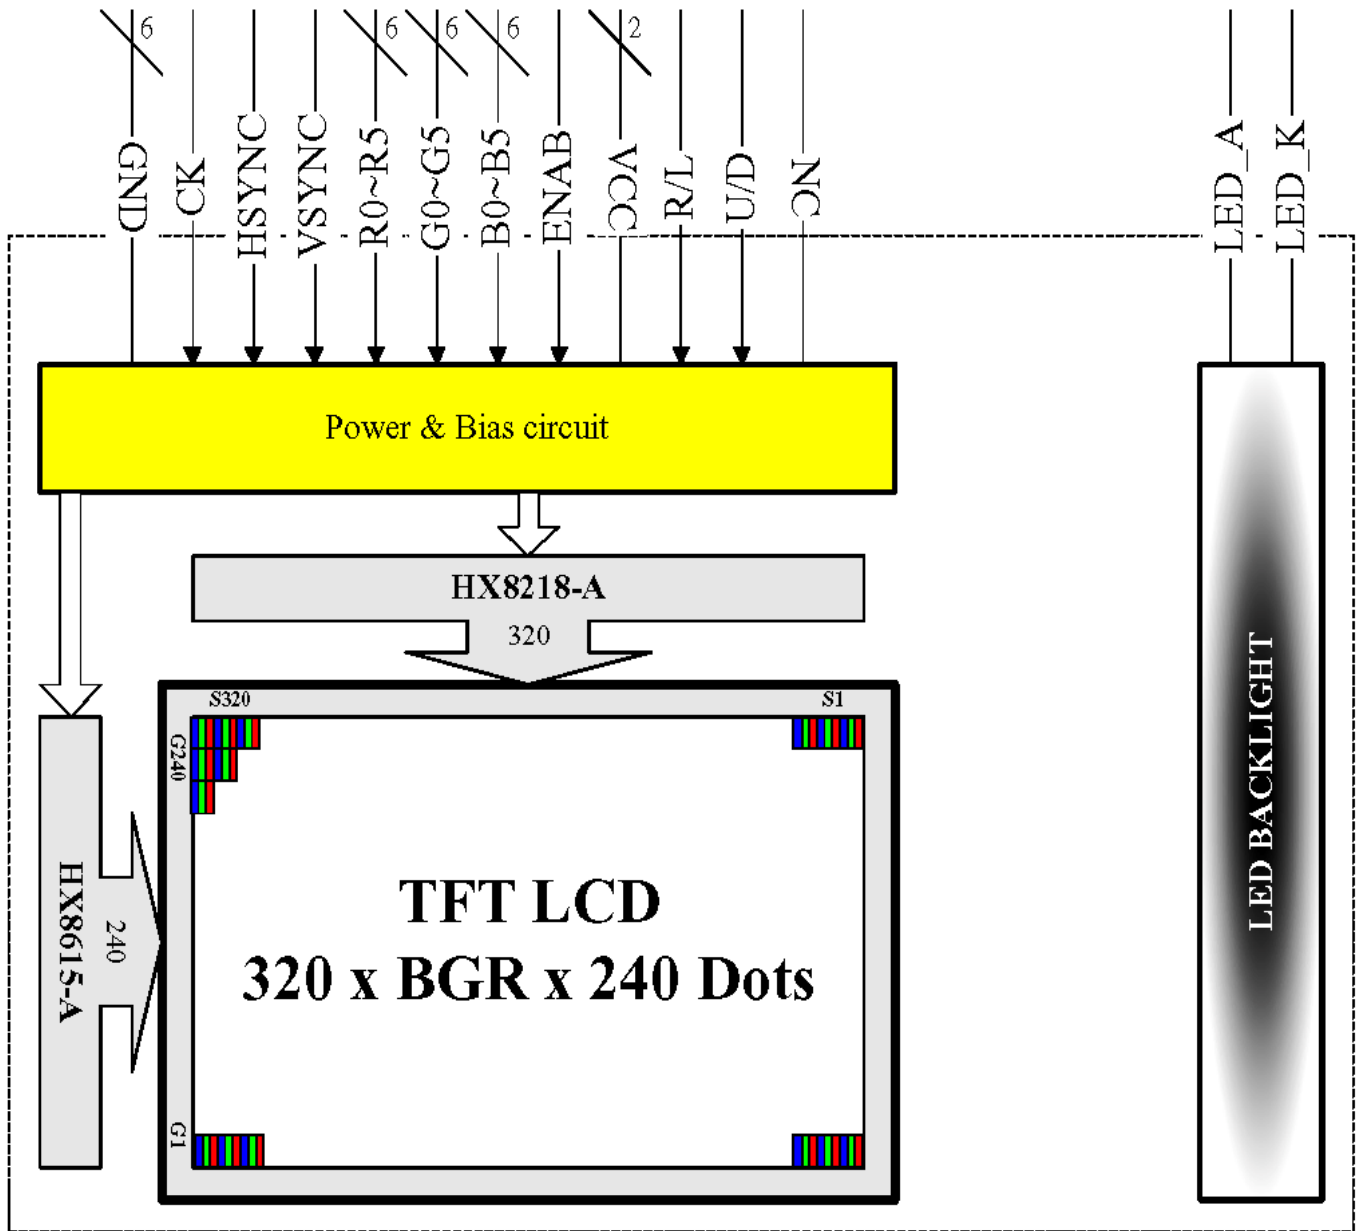 6
6
6
6
2
GND
CK
HSYNC
VSYNC
R0~R5
G0~G5
B0~B5
ENAB
VCC
R/L
U/D
NC
LED_A
LED_K
Power & Bias circuit
HX8218-A
320
S320
S1
G240
HX8615-A
240
TFT LCD
320 x BGR x 240 Dots
G1
LED BACKLIGHT